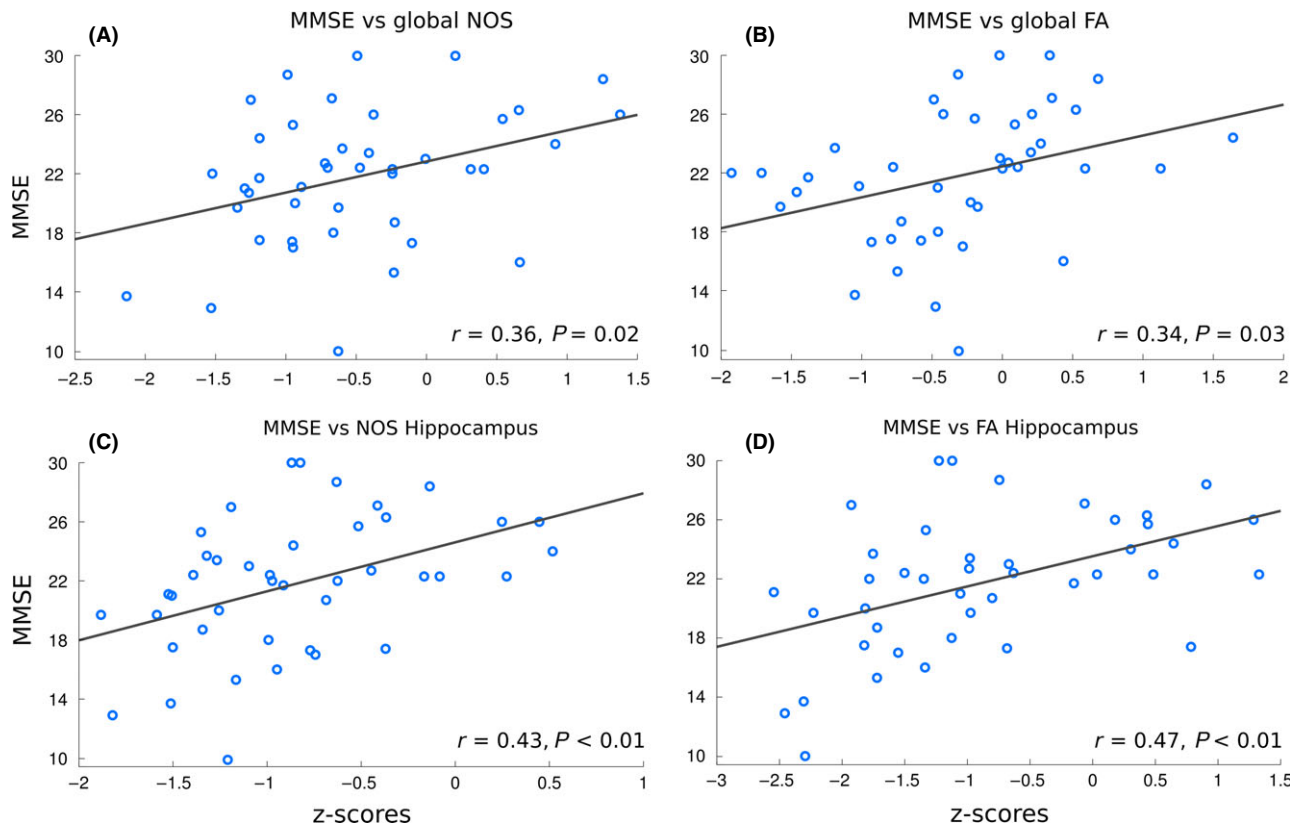 MMSE vs global NOS
(A)
MMSE
30
26
22
18
14
10
−2.5 −2 −1.5 −1 −0.5 0 0.5 1 1.5
r = 0.36, P = 0.02
MMSE vs global FA
(B)
30
26
22
18
14
10
−2 −1.5 −1 −0.5 0 0.5 1 1.5 2
r = 0.34, P = 0.03
MMSE vs NOS Hippocampus
(C)
MMSE
30
26
22
18
14
10
−2 −1.5 −1 −0.5 0 0.5 1
r = 0.43, P < 0.01
z-scores
MMSE vs FA Hippocampus
(D)
30
26
22
18
14
10
−3 −2.5 −2 −1.5 −1 −0.5 0 0.5 1 1.5
r = 0.47, P < 0.01
z-scores